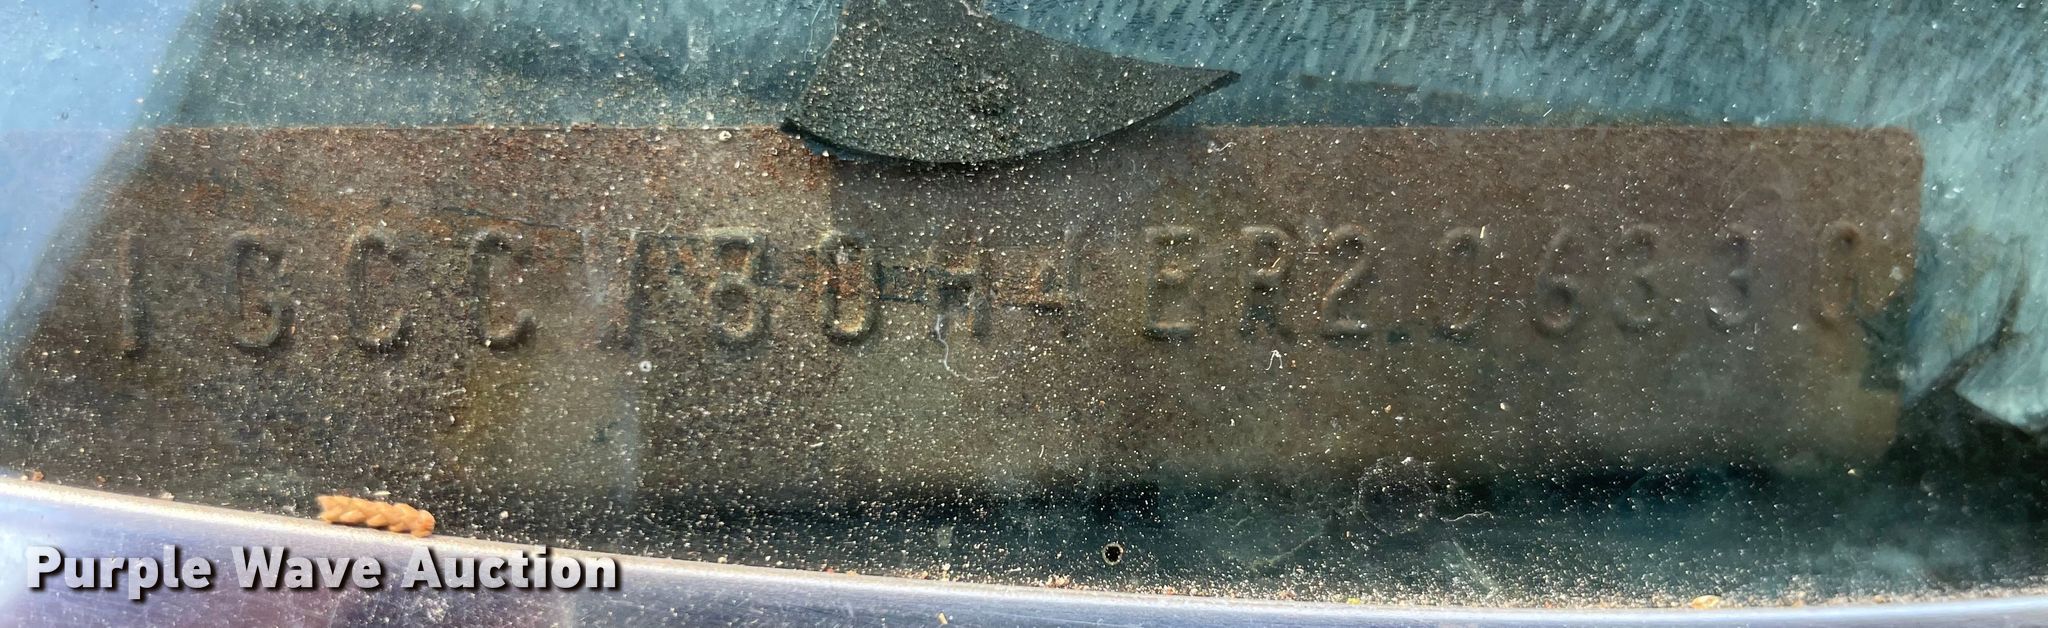 1GCCW80H4ER206330
Purple Wave Auction